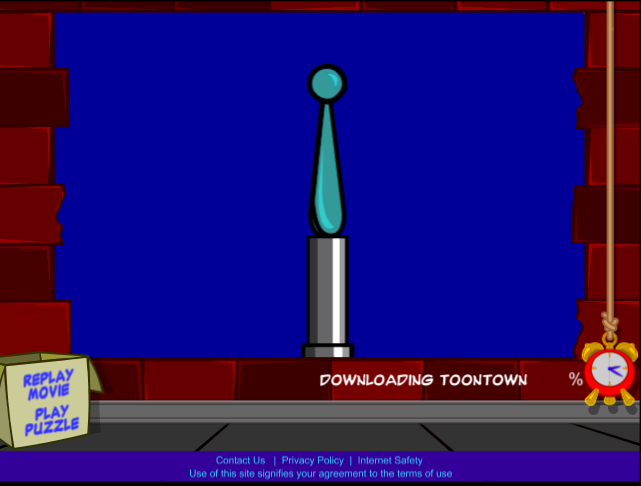 DOWNLOADING TOONTOWN %
REPLAY
MOVIE
PLAY
PUZZLE
Contact Us | Privacy Policy | Internet Safety
Use of this site signifies your agreement to the terms of use